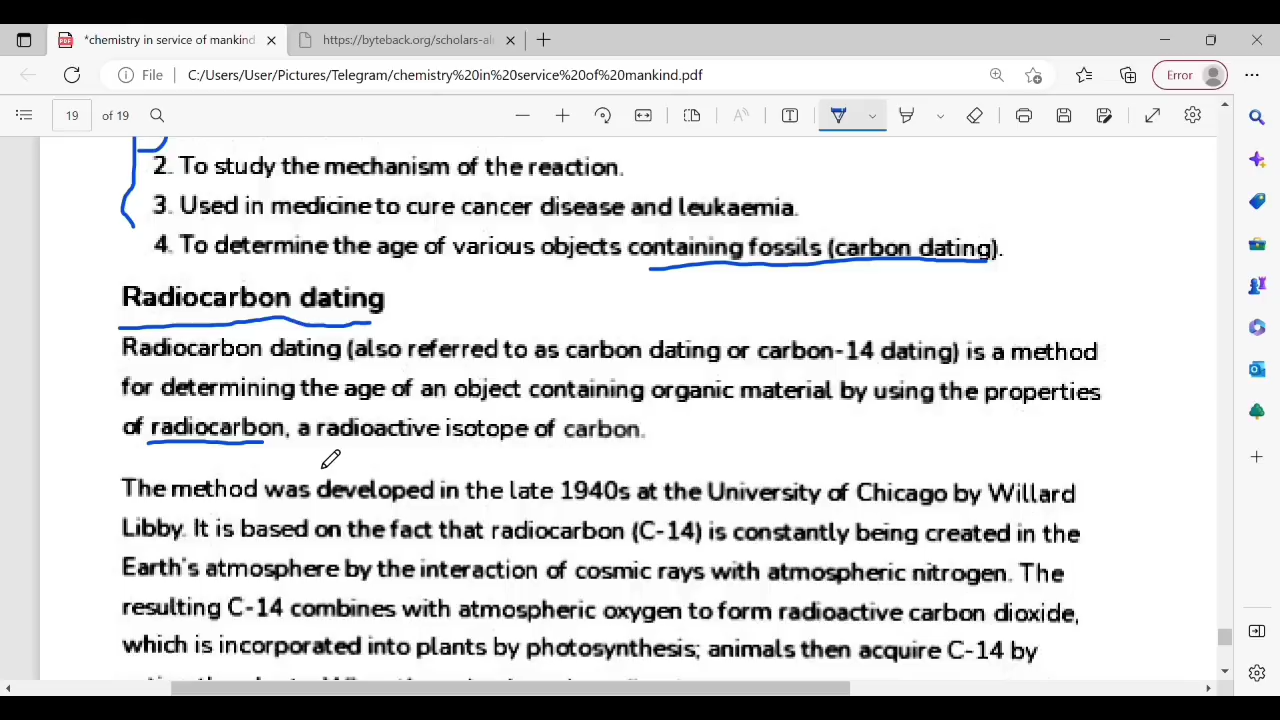 *chemistry in service of mankind
https://byteback.org/scholars-al
File
C:/Users/User/Pictures/Telegram/chemistry%20in%20service%20of%20mankind.pdf
Error
19 of 19
2. To study the mechanism of the reaction.
3. Used in medicine to cure cancer disease and leukaemia.
4. To determine the age of various objects containing fossils (carbon dating).
Radiocarbon dating
Radiocarbon dating (also referred to as carbon dating or carbon-14 dating) is a method
for determining the age of an object containing organic material by using the properties
of radiocarbon, a radioactive isotope of carbon.
The method was developed in the late 1940s at the University of Chicago by Willard
Libby. It is based on the fact that radiocarbon (C-14) is constantly being created in the
Earth's atmosphere by the interaction of cosmic rays with atmospheric nitrogen. The
resulting C-14 combines with atmospheric oxygen to form radioactive carbon dioxide,
which is incorporated into plants by photosynthesis; animals then acquire C-14 by